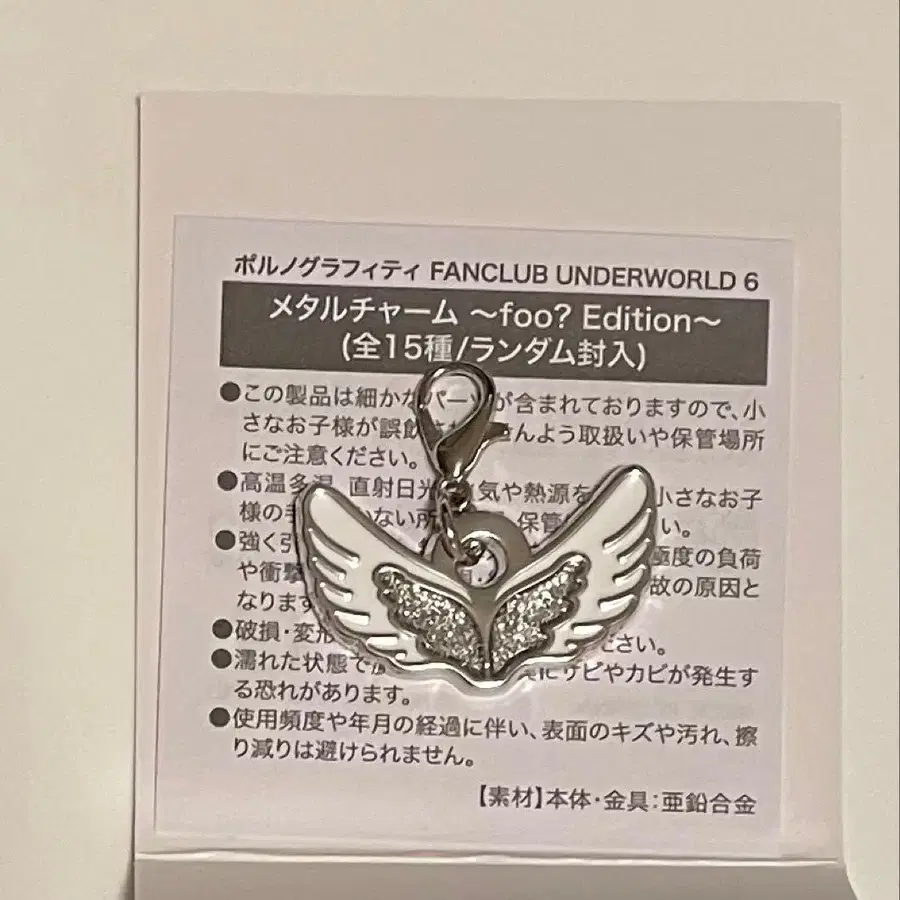 ポルノグラフィティ FANCLUB UNDERWORLD 6
メタルチャーム ～foo? Edition～
(全15種/ランダム封入)
●この製品は細かな が含まれておりますので、小
さなお子様が誤飲 よう取扱いや保管場所
にご注意ください。
●高温多湿 直射日光 気や熱源を 小さなお子
様の手 ない所 保管 い。
●強く引 極度の負荷
や衝撃 故の原因と
なります
●破損・変形 ださい。
●濡れた状態で サビやカビが発生す
る恐れがあります。
●使用頻度や年月の経過に伴い、表面のキズや汚れ、擦
り減りは避けられません。
【素材】本体・金具：亜鉛合金